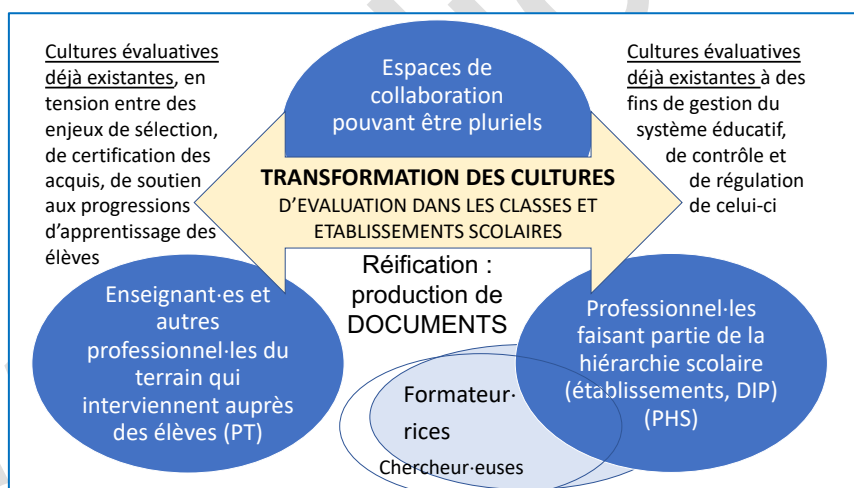 Cultures évaluatives
déjà existantes, en
tension entre des
enjeux de sélection,
de certification des
acquis, de soutien
aux progressions
d'apprentissage des
élèves
Espaces de
collaboration
pouvant être pluriels
Cultures évaluatives
déjà existantes à des
fins de gestion du
système éducatif,
de contrôle et
de régulation
de celui-ci
TRANSFORMATION DES CULTURES
D'EVALUATION DANS LES CLASSES ET
ETABLISSEMENTS SCOLAIRES
Réification :
production de
DOCUMENTS
Enseignant·es et
autres
professionnel·les du
terrain qui
interviennent auprès
des élèves (PT)
Professionnel·les
faisant partie de la
hiérarchie scolaire
(établissements, DIP)
(PHS)
Formateur·
rices
Chercheur·euses